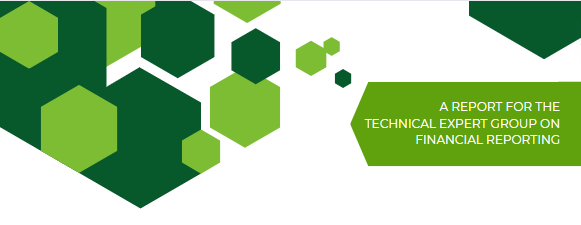 A REPORT FOR THE
TECHNICAL EXPERT GROUP ON
FINANCIAL REPORTING